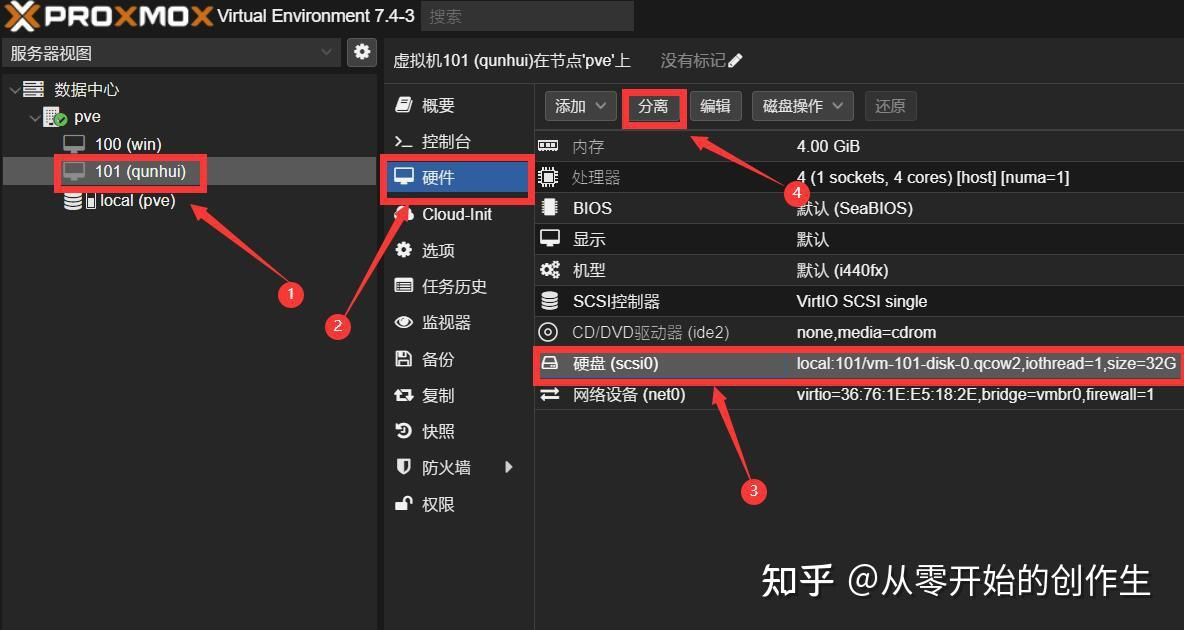 XPROXMOX Virtual Environment 7.4-3 搜索
服务器视图
数据中心
pve
100 (win)
101 (qunhui)
local (pve)
1
2
虚拟机101 (qunhui)在节点'pve'上 没有标记
概要
控制台
硬件
Cloud-Init
选项
任务历史
监视器
备份
复制
快照
防火墙
权限
添加 分离 编辑 磁盘操作 还原
内存 4.00 GiB
处理器 4 (1 sockets, 4 cores) [host] [numa=1]
4
BIOS 默认 (SeaBIOS)
显示 默认
机型 默认 (i440fx)
SCSI控制器 VirtIO SCSI single
CD/DVD驱动器 (ide2) none,media=cdrom
硬盘 (scsi0) local:101/vm-101-disk-0.qcow2,iothread=1,size=32G
网络设备 (net0) virtio=36:76:1E:E5:18:2E,bridge=vmbr0,firewall=1
3
知乎 @从零开始的创作生